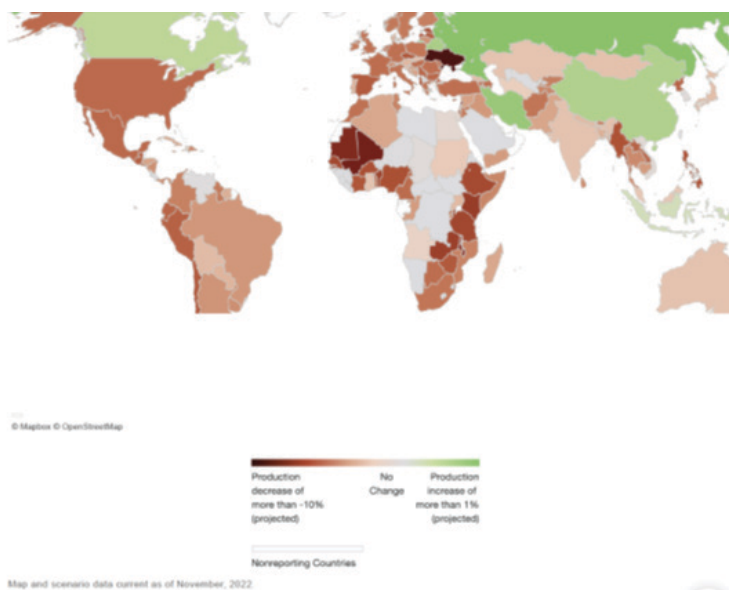 © Mapbox © OpenStreetMap
Production decrease of more than -10% (projected)
No Change
Production increase of more than 1% (projected)
Nonreporting Countries
Map and scenario data current as of November, 2022